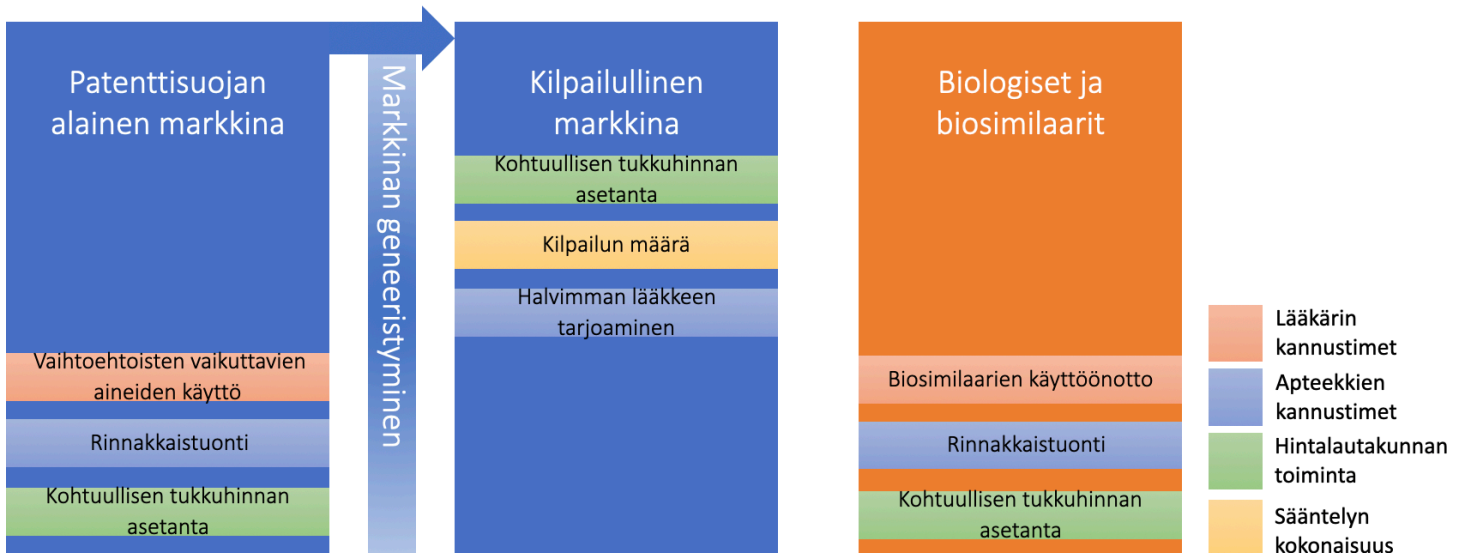 Patenttisuojan
alainen markkina
Vaihtoehtoisten vaikuttavien
aineiden käyttö
Rinnakkaistuonti
Kohtuullisen tukkuhinnan
asetanta
Markkinan geneeristyminen
Kilpailullinen
markkina
Kohtuullisen tukkuhinnan
asetanta
Kilpailun määrä
Halvimman lääkkeen
tarjoaminen
Biologiset ja
biosimilaarit
Biosimilaarien käyttöönotto
Rinnakkaistuonti
Kohtuullisen tukkuhinnan
asetanta
Lääkärin
kannustimet
Apteekkien
kannustimet
Hintalautakunnan
toiminta
Sääntelyn
kokonaisuus